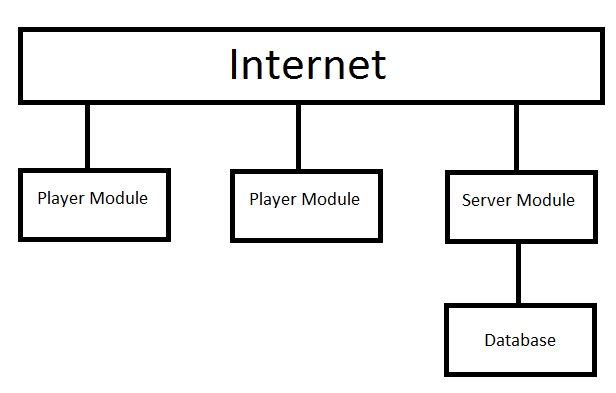 Internet
Player Module
Player Module
Server Module
Database